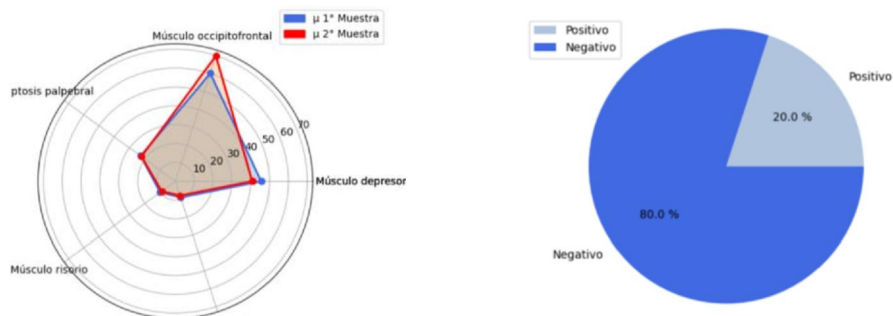 μ 1° Muestra
μ 2° Muestra
Músculo occipitofrontal
ptosis palpebral
Músculo risorio
Músculo depresor
10
20
30
40
50
60
70
Positivo
Negativo
Positivo
20.0 %
80.0 %
Negativo